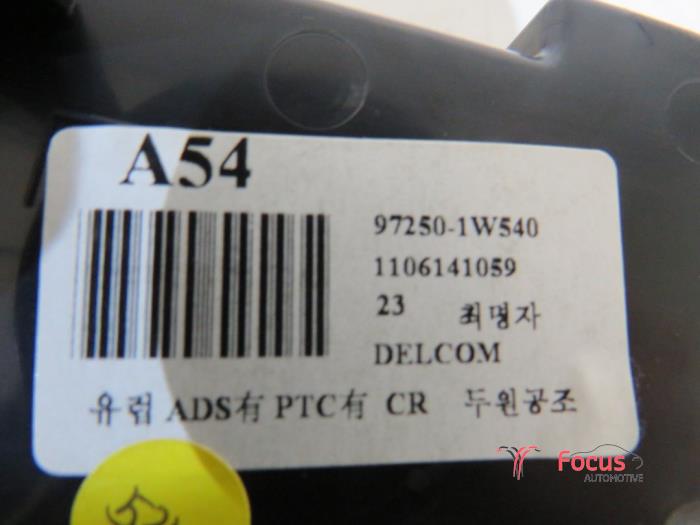 A54
97250-1W540
1106141059
23 최명자
DELCOM
유럽 ADS有 PTC有 CR 두원공조
Focus
AUTOMOTIVE